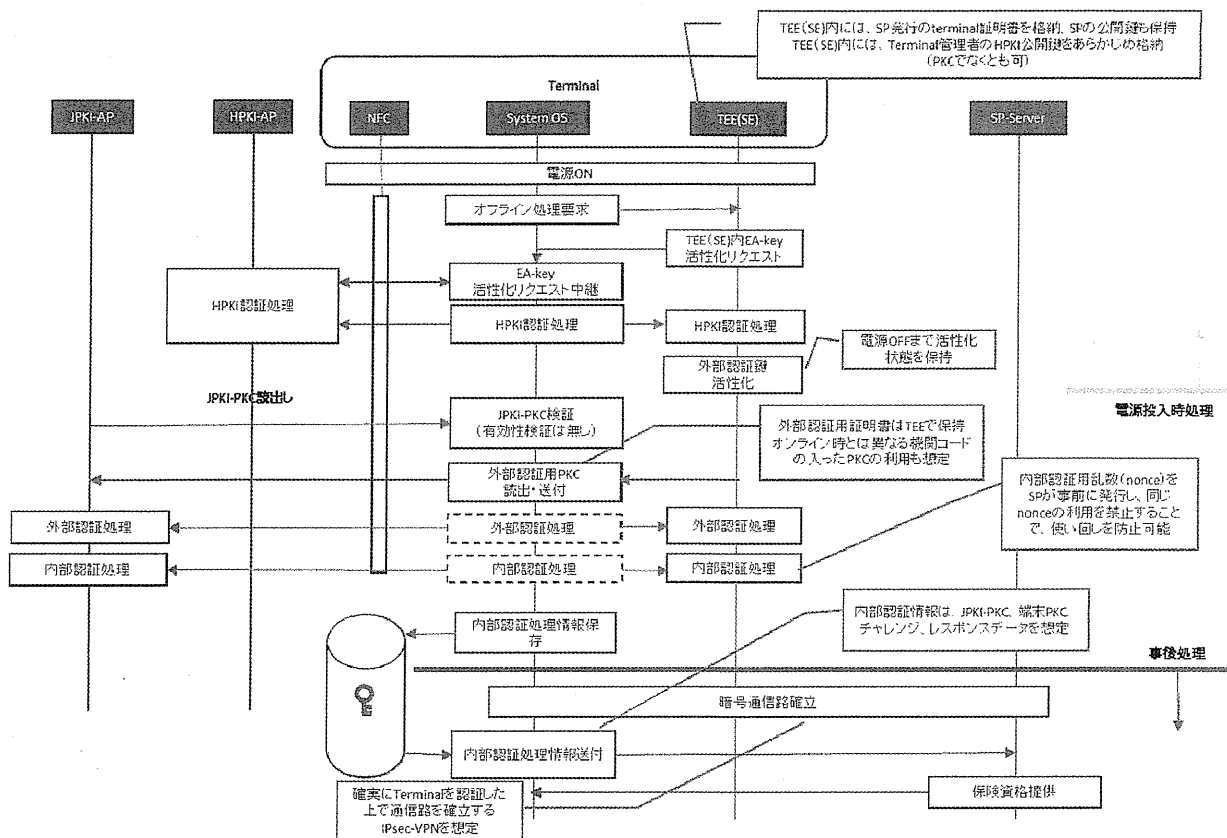 TEE(SE)内には、SP発行のterminal証明書を格納、SPの公開鍵も保持
TEE(SE)内には、Terminal管理者のHPKI公開鍵をあらかじめ格納
(PKCでなくとも可)
Terminal
JPKI-AP
HPKI-AP
NFC
System OS
TEE(SE)
SP-Server
電源ON
オフライン処理要求
TEE(SE)内EA-key
活性化リクエスト
EA-key
活性化リクエスト中継
HPKI認証処理
HPKI認証処理
HPKI認証処理
電源OFFまで活性化
状態を保持
外部認証鍵
活性化
JPKI-PKC読出し
電源投入時処理
JPKI-PKC検証
(有効性検証は無し)
外部認証用証明書はTEEで保持
オンライン時とは異なる機関コード
の入ったPKCの利用も想定
外部認証用PKC
読出・送付
内部認証用乱数(nonce)を
SPが事前に発行し、同じ
nonceの利用を禁止すること
で、使い回しを防止可能
外部認証処理
外部認証処理
外部認証処理
内部認証処理
内部認証処理
内部認証処理
内部認証情報は、JPKI-PKC、端末PKC
チャレンジ、レスポンスデータを想定
内部認証処理情報保
存
事後処理
暗号通信路確立
内部認証処理情報送付
保険資格提供
確実にTerminalを認証した
上で通信路を確立する
IPsec-VPNを想定